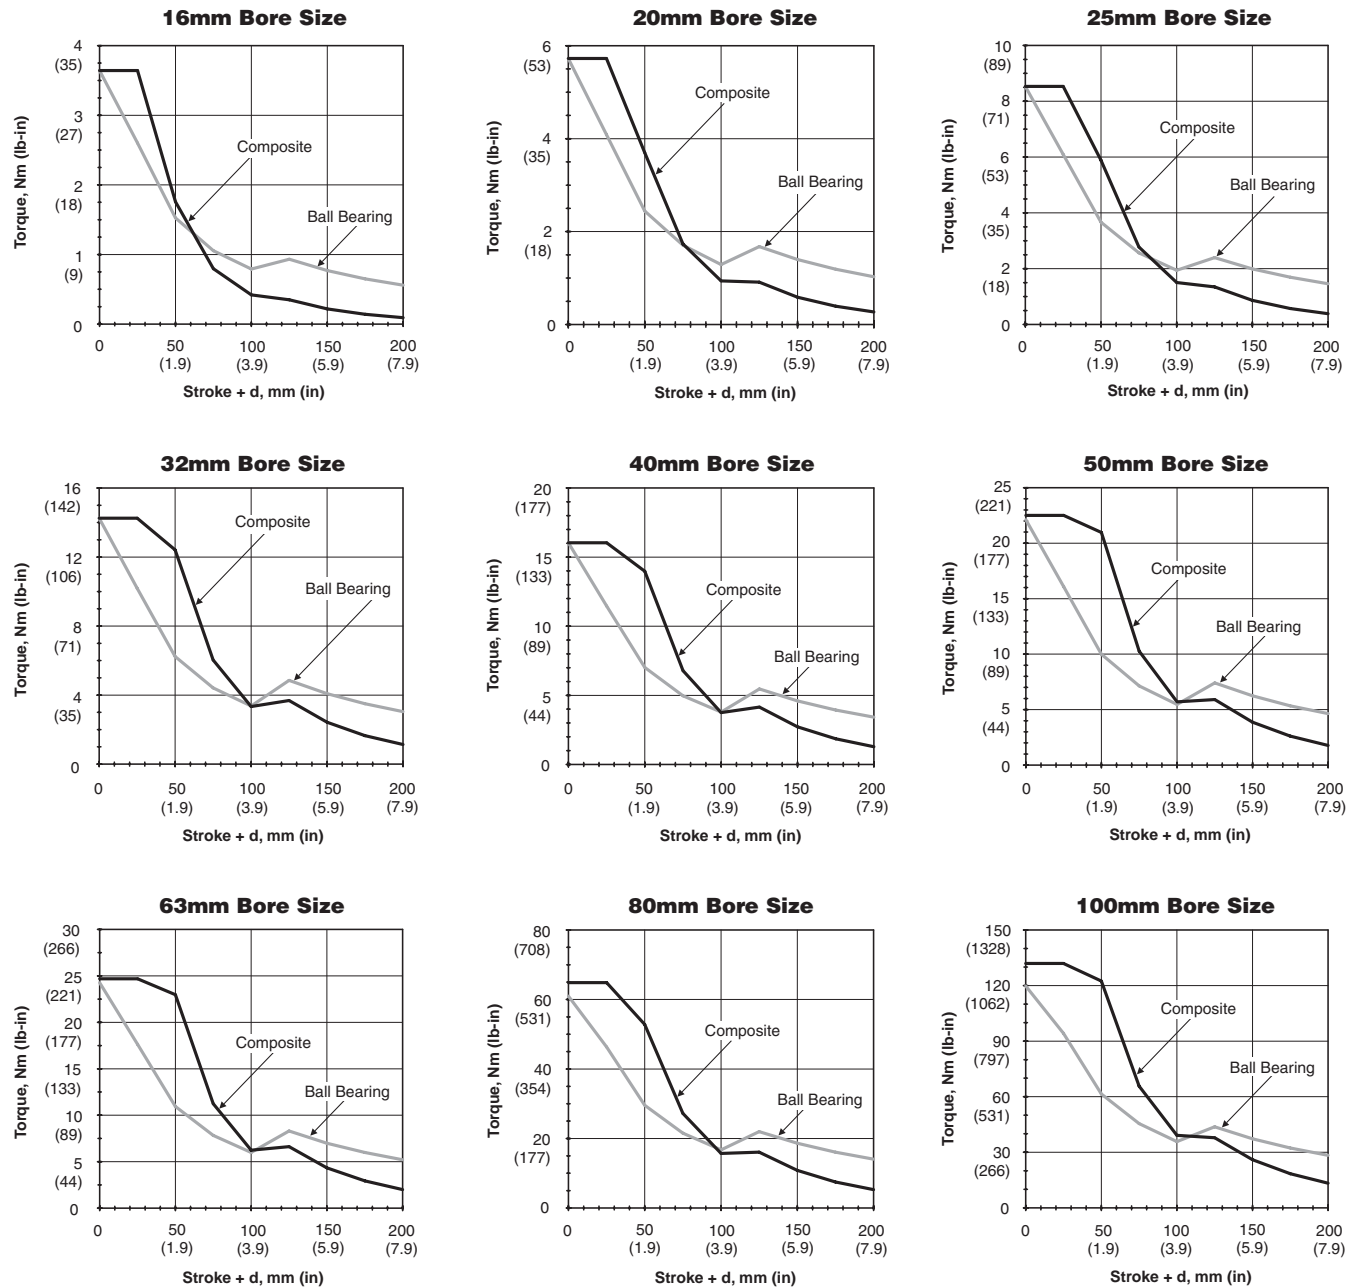 16mm Bore Size
4
(35)
3
(27)
2
(18)
1
(9)
0
Torque, Nm (lb-in)
Composite
Ball Bearing
0 50 100 150 200
(1.9) (3.9) (5.9) (7.9)
Stroke + d, mm (in)
20mm Bore Size
6
(53)
4
(35)
2
(18)
0
Torque, Nm (lb-in)
Composite
Ball Bearing
0 50 100 150 200
(1.9) (3.9) (5.9) (7.9)
Stroke + d, mm (in)
25mm Bore Size
10
(89)
8
(71)
6
(53)
4
(35)
2
(18)
0
Torque, Nm (lb-in)
Composite
Ball Bearing
0 50 100 150 200
(1.9) (3.9) (5.9) (7.9)
Stroke + d, mm (in)
32mm Bore Size
16
(142)
12
(106)
8
(71)
4
(35)
0
Torque, Nm (lb-in)
Composite
Ball Bearing
0 50 100 150 200
(1.9) (3.9) (5.9) (7.9)
Stroke + d, mm (in)
40mm Bore Size
20
(177)
15
(133)
10
(89)
5
(44)
0
Torque, Nm (lb-in)
Composite
Ball Bearing
0 50 100 150 200
(1.9) (3.9) (5.9) (7.9)
Stroke + d, mm (in)
50mm Bore Size
25
(221)
20
(177)
15
(133)
10
(89)
5
(44)
0
Torque, Nm (lb-in)
Composite
Ball Bearing
0 50 100 150 200
(1.9) (3.9) (5.9) (7.9)
Stroke + d, mm (in)
63mm Bore Size
30
(266)
25
(221)
20
(177)
15
(133)
10
(89)
5
(44)
0
Torque, Nm (lb-in)
Composite
Ball Bearing
0 50 100 150 200
(1.9) (3.9) (5.9) (7.9)
Stroke + d, mm (in)
80mm Bore Size
80
(708)
60
(531)
40
(354)
20
(177)
0
Torque, Nm (lb-in)
Composite
Ball Bearing
0 50 100 150 200
(1.9) (3.9) (5.9) (7.9)
Stroke + d, mm (in)
100mm Bore Size
150
(1328)
120
(1062)
90
(797)
60
(531)
30
(266)
0
Torque, Nm (lb-in)
Composite
Ball Bearing
0 50 100 150 200
(1.9) (3.9) (5.9) (7.9)
Stroke + d, mm (in)